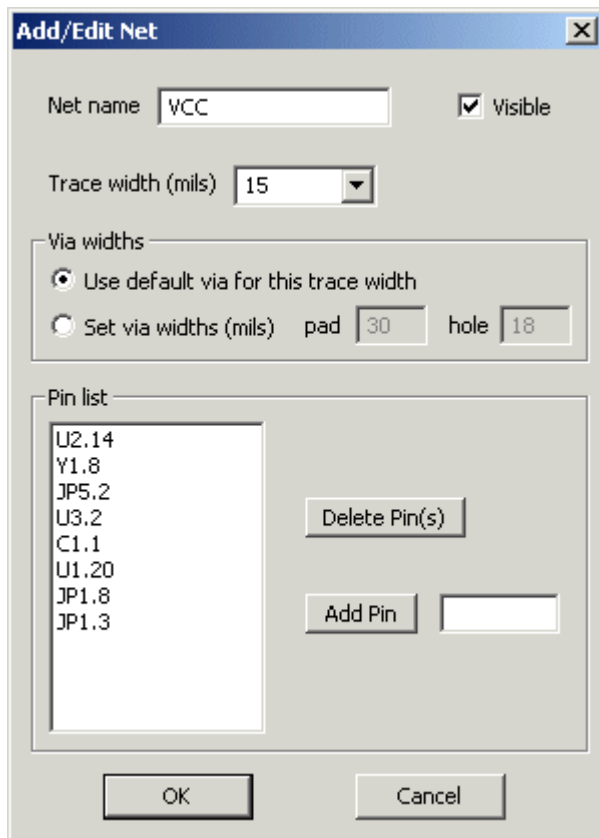 Add/Edit Net
Net name VCC Visible
Trace width (mils) 15
Via widths
Use default via for this trace width
Set via widths (mils) pad 30 hole 18
Pin list
U2.14
Y1.8
JP5.2
U3.2
C1.1
U1.20
JP1.8
JP1.3
Delete Pin(s)
Add Pin
OK Cancel